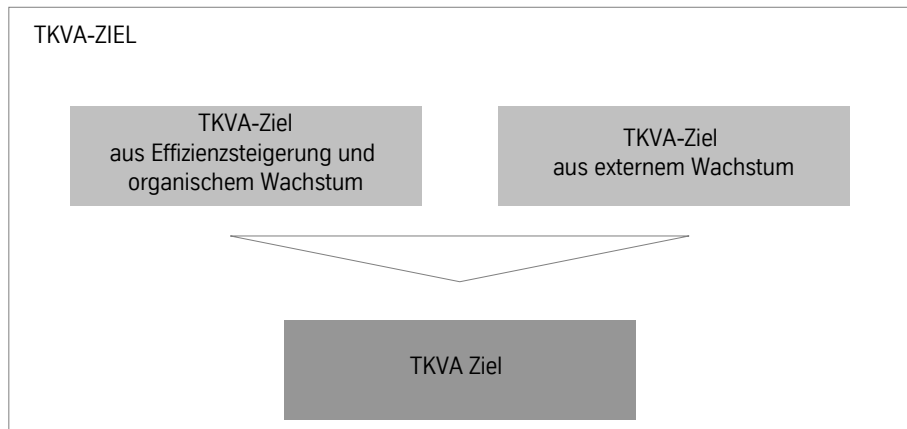 TKVA-ZIEL
TKVA-Ziel
aus Effizienzsteigerung und
organischem Wachstum
TKVA-Ziel
aus externem Wachstum
TKVA Ziel